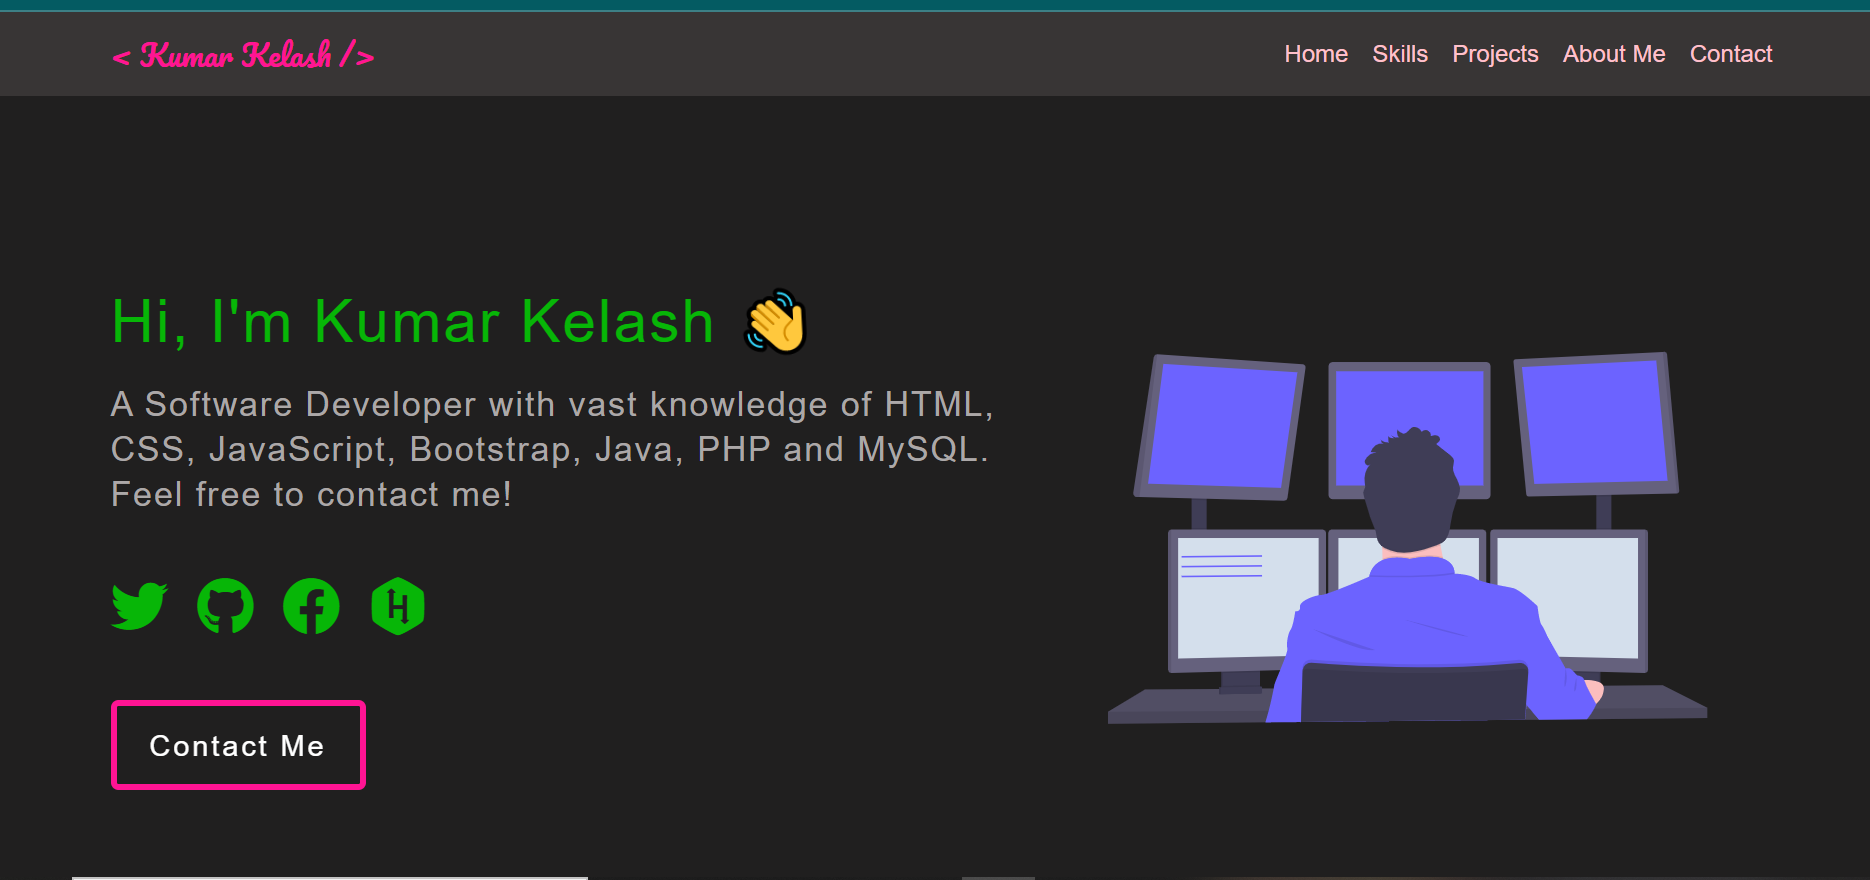 < Kumar Kelash />
Home Skills Projects About Me Contact
Hi, I'm Kumar Kelash
A Software Developer with vast knowledge of HTML,
CSS, JavaScript, Bootstrap, Java, PHP and MySQL.
Feel free to contact me!
H
Contact Me